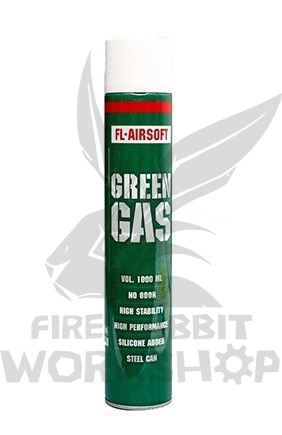 FL-AIRSOFT
GREEN
GAS
VOL. 1000 ML
NO ODOR
HIGH STABILITY
HIGH PERFORMANCE
SILICONE ADDED
STEEL CAN
FIRE RABBIT
WORKSHOP